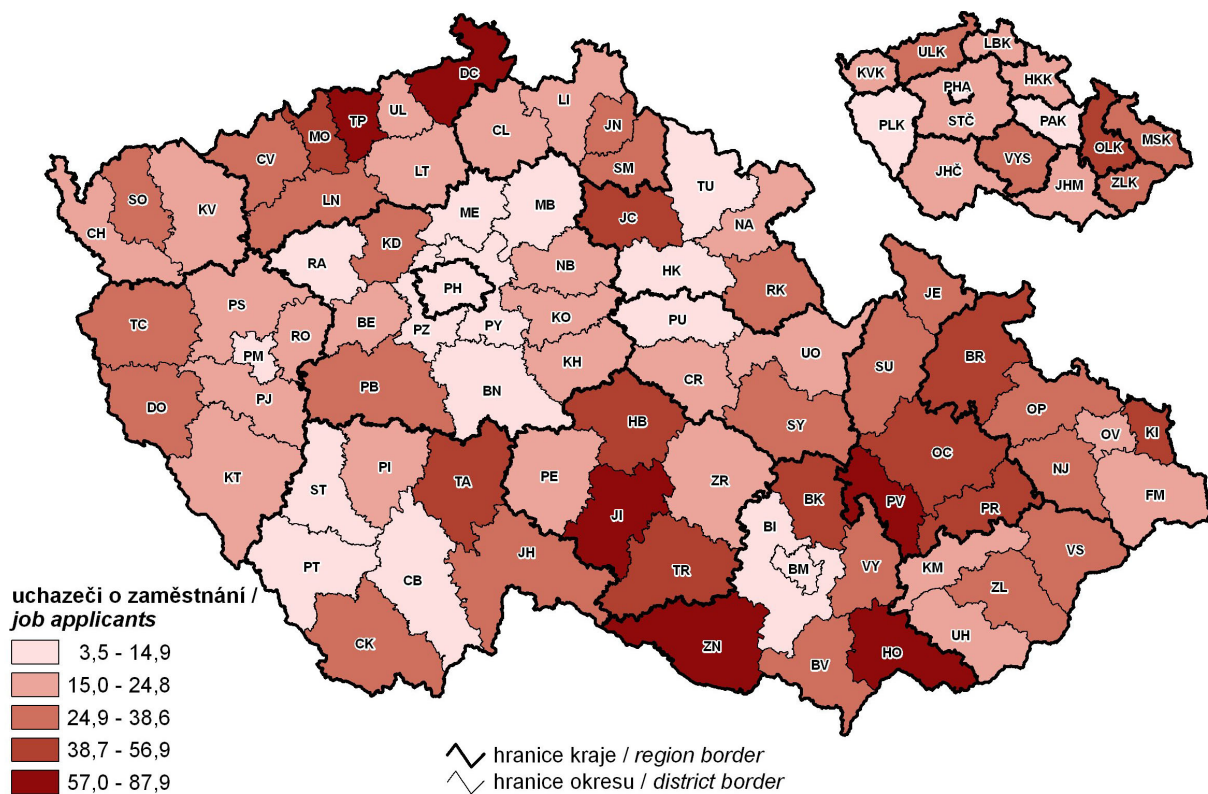 DC
LBK
ULK
KVK
HKK
PHA
STČ
PAK
PLK
OLK
MSK
VYS
JHČ
JHM
ZLK
UL
LI
TP
MO
CL
JN
CV
LT
SM
TU
SO
KV
LN
ME
MB
JC
NA
CH
KD
RA
NB
HK
PH
RK
JE
PS
TC
BE
KO
PU
RO
PZ
PY
UO
BR
PM
SU
PB
BN
KH
CR
DO
PJ
OP
HB
SY
OV
KI
OC
NJ
KT
ST
PI
TA
PE
ZR
FM
BK
PV
PR
JI
BI
VS
PT
CB
JH
TR
BM
VY
KM
ZL
CK
ZN
BV
HO
UH
uchazeči o zaměstnání /
job applicants
3,5 - 14,9
15,0 - 24,8
24,9 - 38,6
38,7 - 56,9
57,0 - 87,9
hranice kraje / region border
hranice okresu / district border